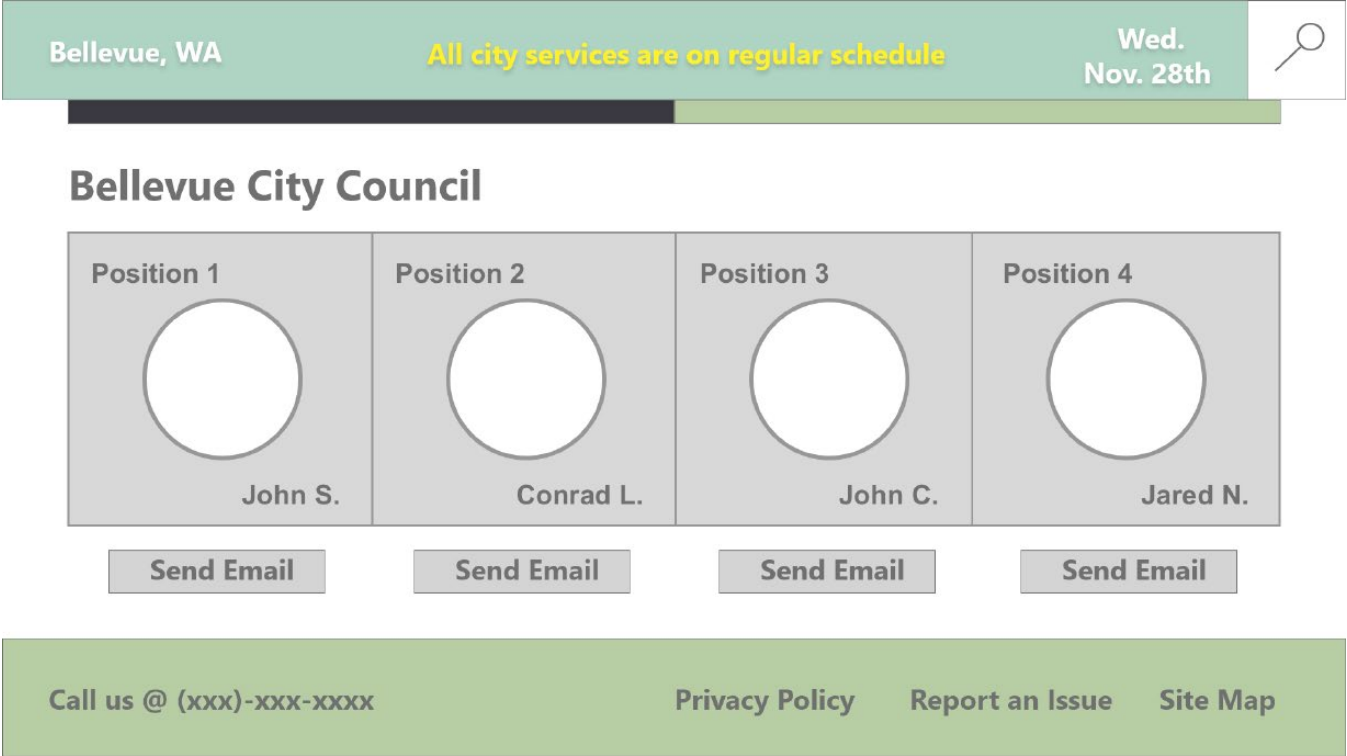 Bellevue, WA
All city services are on regular schedule
Wed.
Nov. 28th
Bellevue City Council
Position 1
Position 2
Position 3
Position 4
John S.
Conrad L.
John C.
Jared N.
Send Email
Send Email
Send Email
Send Email
Call us @ (xxx)-xxx-xxxx
Privacy Policy
Report an Issue
Site Map